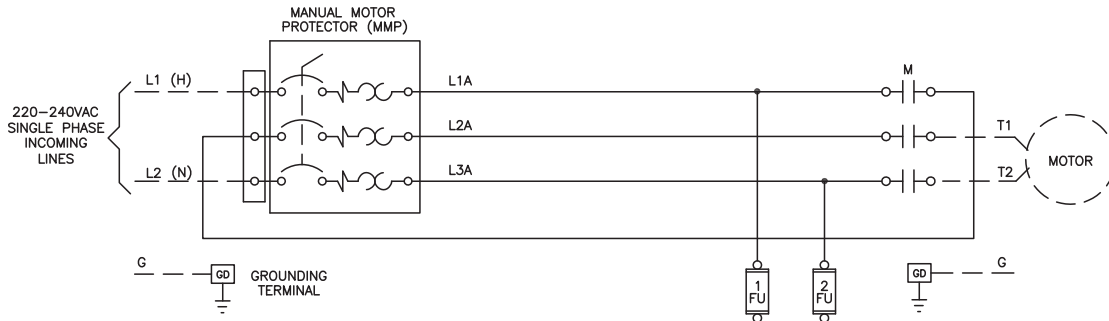 MANUAL MOTOR
PROTECTOR (MMP)
220-240VAC
SINGLE PHASE
INCOMING
LINES
L1 (H)
L1A
M
L2A
T1
MOTOR
L2 (N)
L3A
T2
G
GD
GROUNDING
TERMINAL
1
FU
2
FU
GD
G